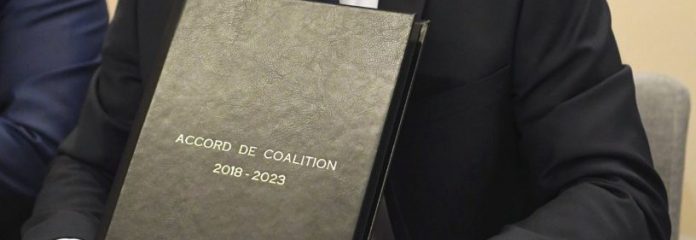 ACCORD DE COALITION
2018 - 2023